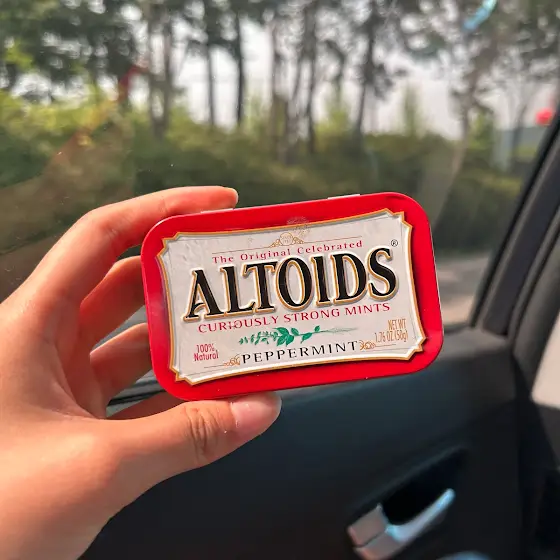 The Original Celebrated
ALTOIDS®
CURIOUSLY STRONG MINTS
100%
Natural
PEPPERMINT
NET WT
1.76 OZ (50g)